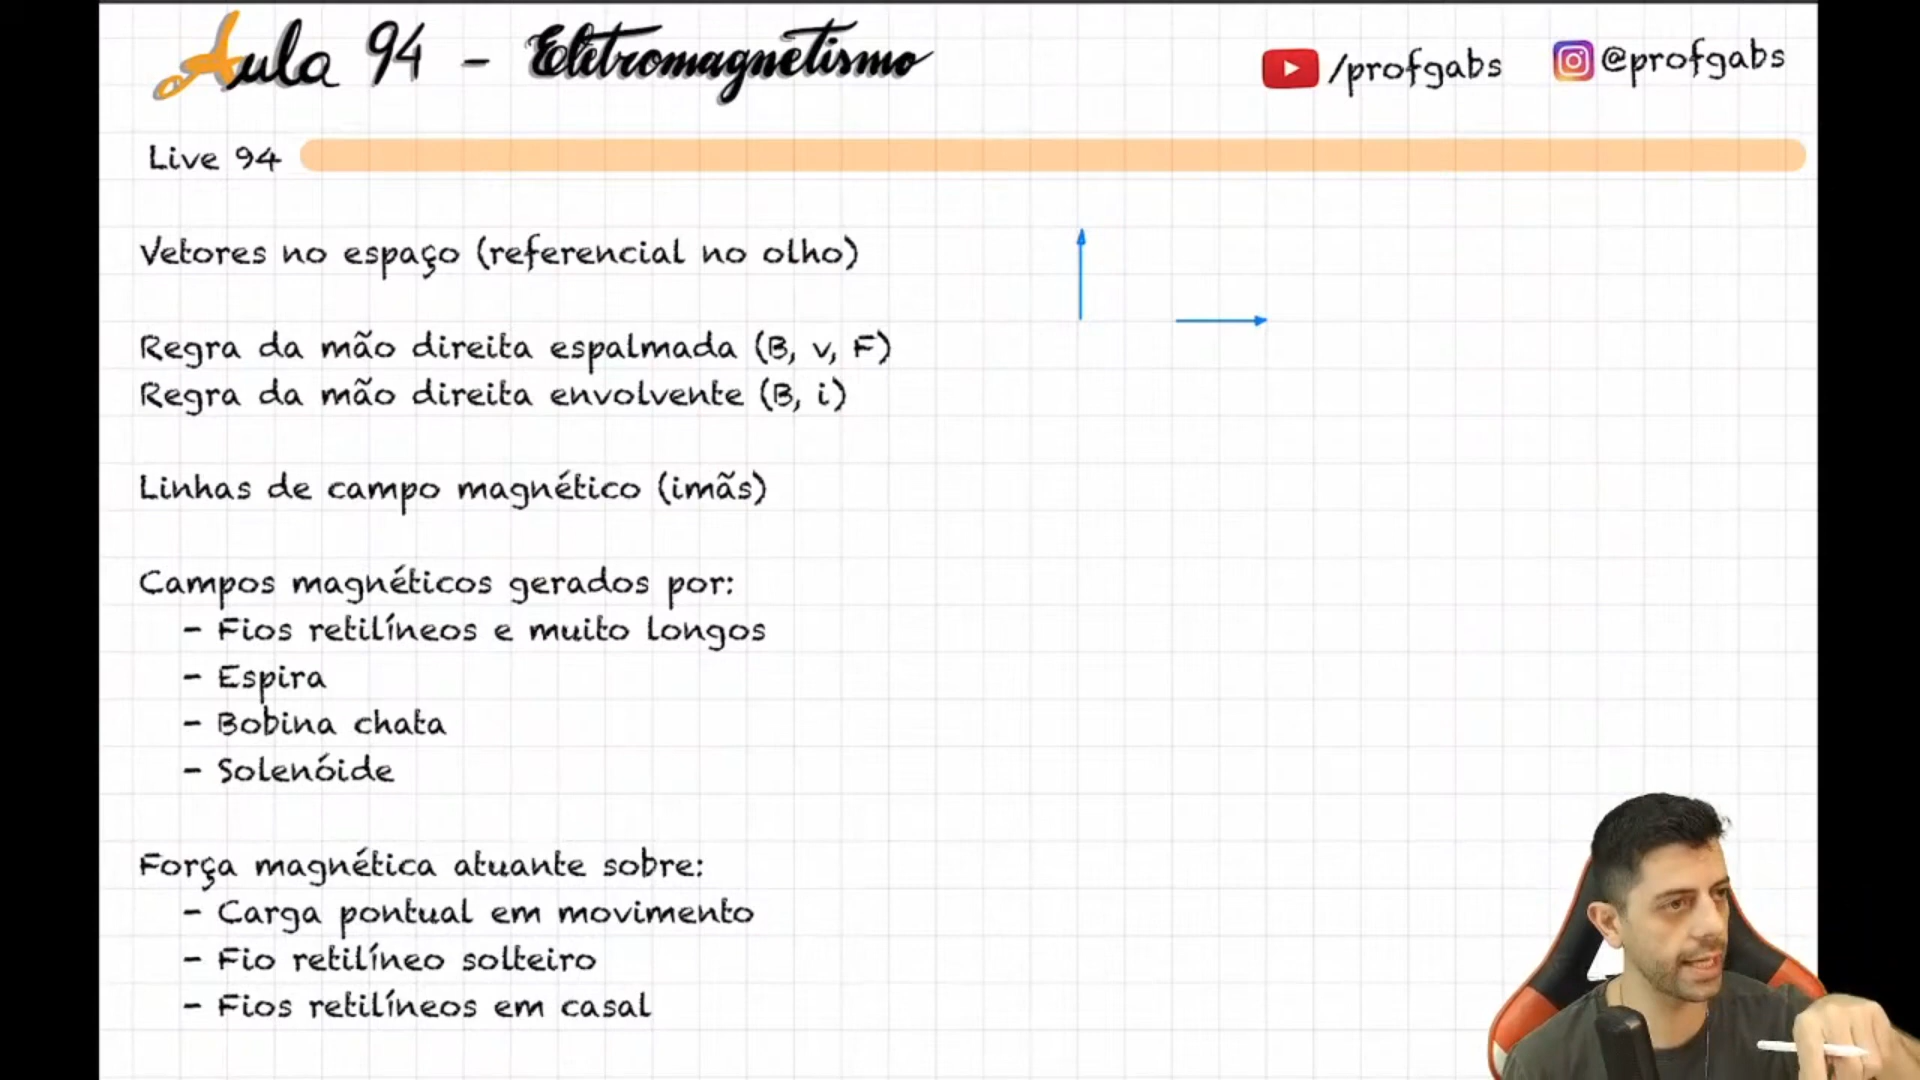 Aula 94 - Eletromagnetismo
/profgabs
@profgabs
Live 94
Vetores no espaço (referencial no olho)
Regra da mão direita espalmada (B, v, F)
Regra da mão direita envolvente (B, i)
Linhas de campo magnético (imãs)
Campos magnéticos gerados por:
- Fios retilíneos e muito longos
- Espira
- Bobina chata
- Solenóide
Força magnética atuante sobre:
- Carga pontual em movimento
- Fio retilíneo solteiro
- Fios retilíneos em casal